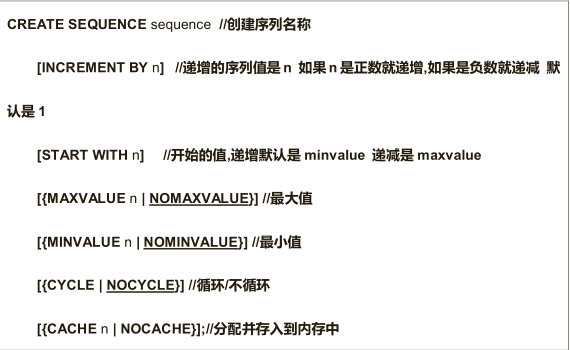 CREATE SEQUENCE sequence  //创建序列名称
[INCREMENT BY n]   //递增的序列值是 n  如果 n 是正数就递增,如果是负数就递减  默
认是 1
[START WITH n]     //开始的值,递增默认是 minvalue  递减是 maxvalue
[{MAXVALUE n | NOMAXVALUE}] //最大值
[{MINVALUE n | NOMINVALUE}] //最小值
[{CYCLE | NOCYCLE}] //循环/不循环
[{CACHE n | NOCACHE}];//分配并存入到内存中